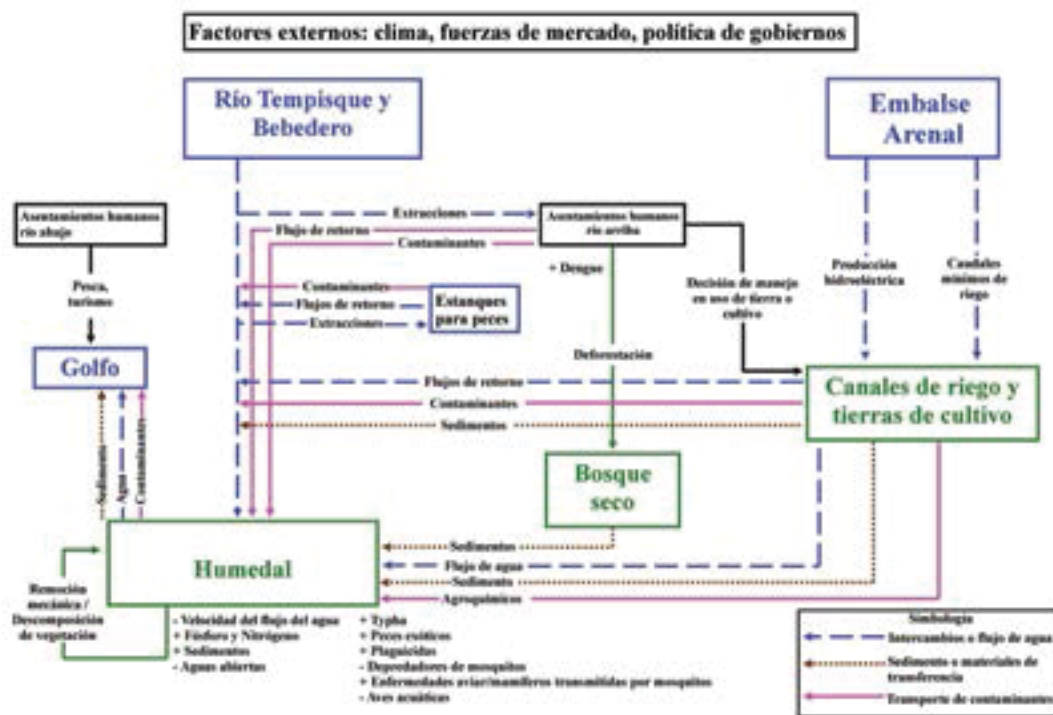 Factores externos: clima, fuerzas de mercado, política de gobiernos
Río Tempisque y
Bebedero
Embalse
Arenal
Asentamientos humanos
río abajo
Extracciones
Asentamientos humanos
río arriba
Flujo de retorno
Contaminantes
+ Dengue
Pesca,
turismo
Contaminantes
Flujos de retorno
Extracciones
Estanques
para peces
Decisión de manejo
en uso de tierra o
cultivo
Producción
hidroeléctrica
Caudales
mínimos de
riego
Golfo
Deforestación
Flujos de retorno
Contaminantes
Sedimentos
Canales de riego y
tierras de cultivo
Sedimento
Agua
Contaminantes
Bosque
seco
Humedal
Sedimentos
Flujo de agua
Sedimento
Agroquímicos
Remoción
mecánica /
Descomposición
de vegetación
- Velocidad del flujo del agua
+ Fósfuro y Nitrógeno
+ Sedimentos
- Aguas abiertas
+ Typha
+ Peces exóticos
+ Plaguicidas
- Depredadores de mosquitos
+ Enfermedades aviar/mamíferos transmitidas por mosquitos
- Aves acuáticas
Simbología
Intercambios o flujo de agua
Sedimento o materiales de
transferencia
Transporte de contaminantes